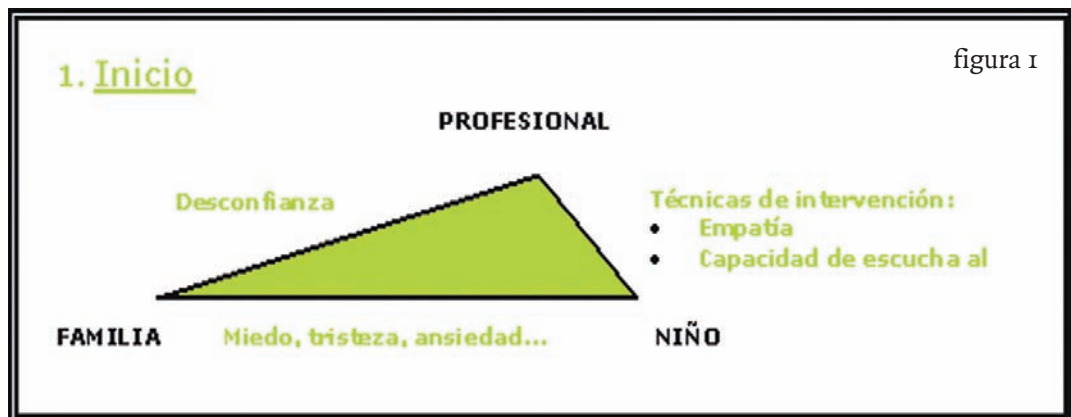 figura 1
1. Inicio
PROFESIONAL
Desconfianza
Técnicas de intervención:
• Empatía
• Capacidad de escucha al
FAMILIA
Miedo, tristeza, ansiedad...
NIÑO